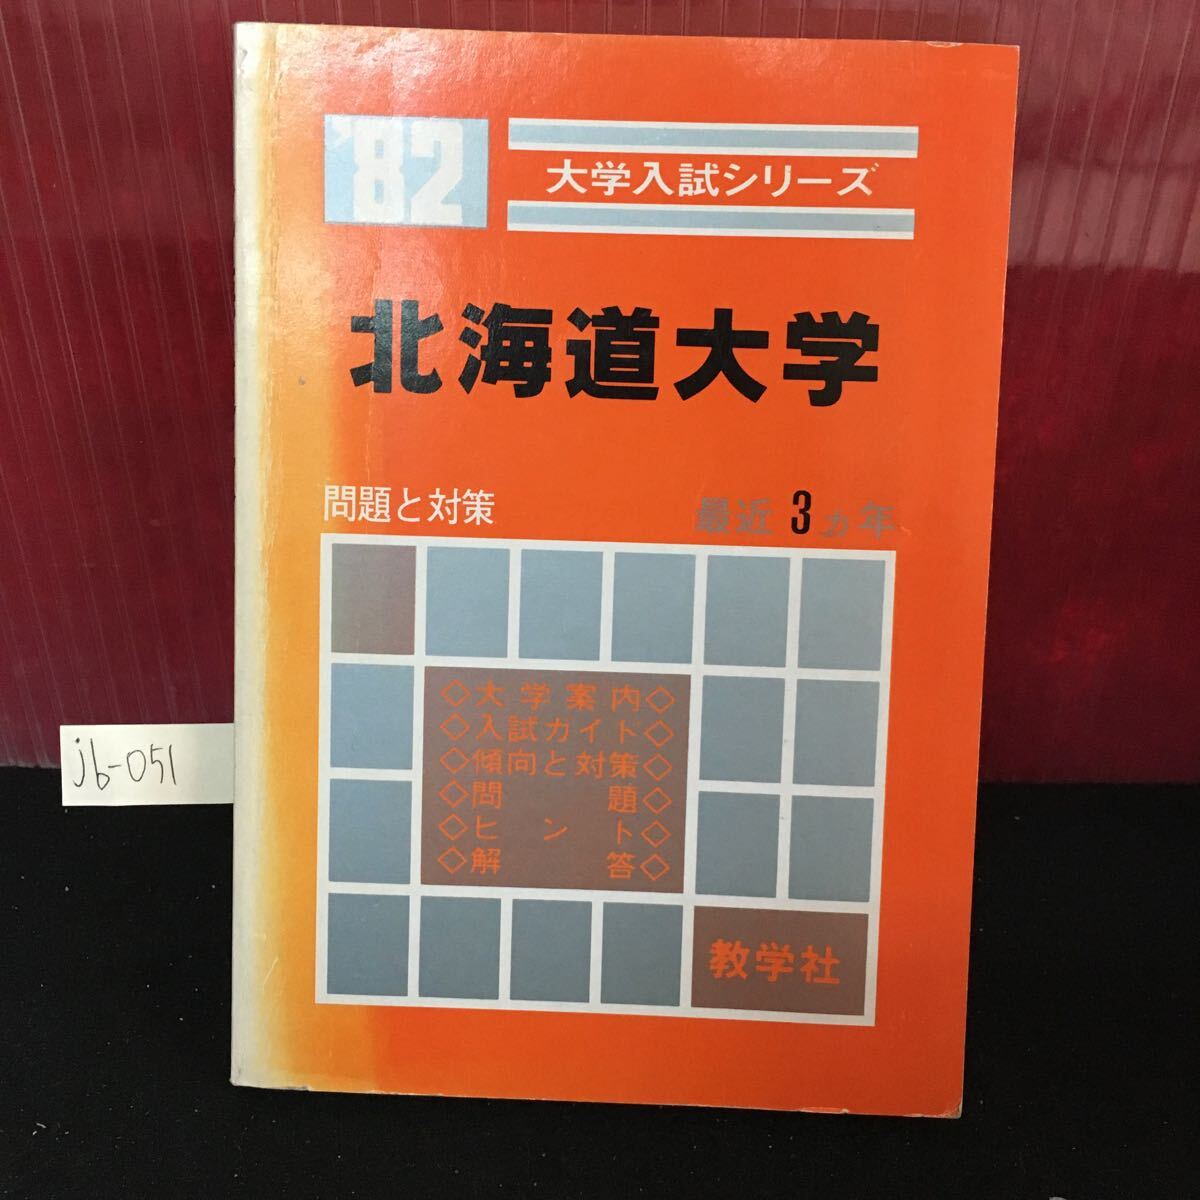 '82
大学入試シリーズ
北海道大学
問題と対策
最近3ヵ年
◇大学案内◇
◇入試ガイド◇
◇傾向と対策◇
◇問題◇
◇ヒント◇
◇解答◇
教学社
jb-051